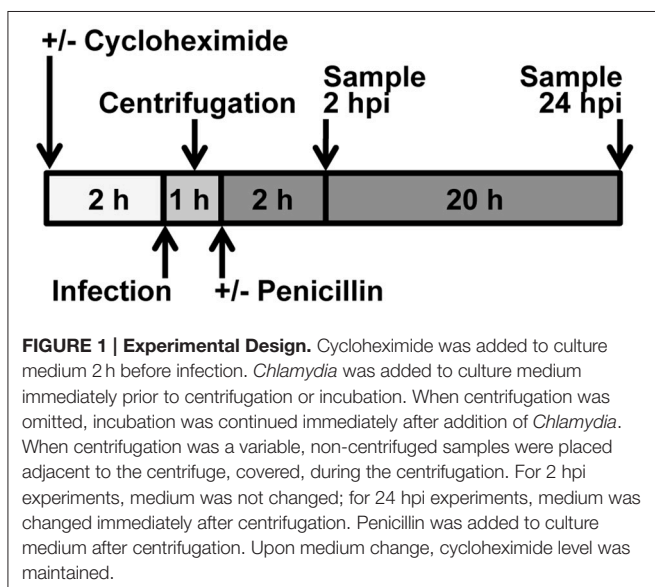 +/- Cycloheximide
Centrifugation
Sample
2 hpi
Sample
24 hpi
2 h
1 h
2 h
20 h
Infection
+/- Penicillin
FIGURE 1 | Experimental Design. Cycloheximide was added to culture
medium 2 h before infection. Chlamydia was added to culture medium
immediately prior to centrifugation or incubation. When centrifugation was
omitted, incubation was continued immediately after addition of Chlamydia.
When centrifugation was a variable, non-centrifuged samples were placed
adjacent to the centrifuge, covered, during the centrifugation. For 2 hpi
experiments, medium was not changed; for 24 hpi experiments, medium was
changed immediately after centrifugation. Penicillin was added to culture
medium after centrifugation. Upon medium change, cycloheximide level was
maintained.